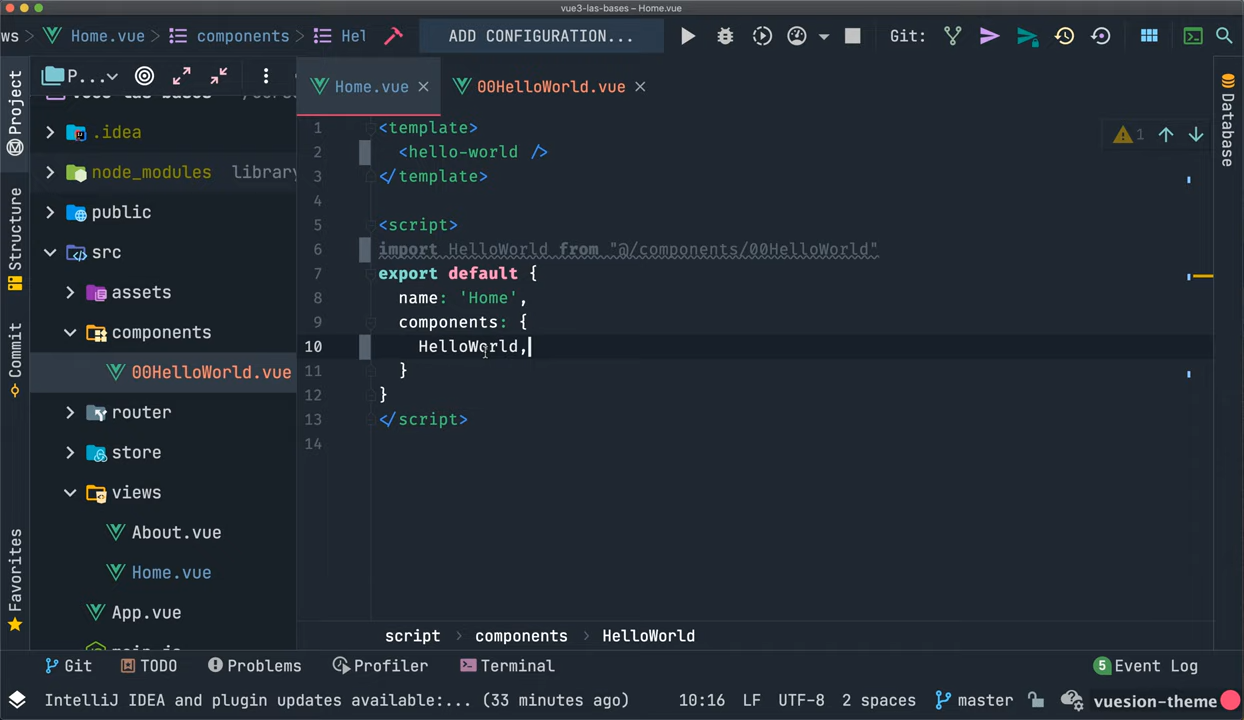 vue3-las-bases – Home.vue
ws Home.vue components Hel ADD CONFIGURATION... Git:
Project
P...
Home.vue
00HelloWorld.vue
.idea
node_modules library
public
src
assets
components
00HelloWorld.vue
router
store
views
About.vue
Home.vue
App.vue
Structure
Commit
Favorites
Database
1
1 <template>
2 <hello-world />
3 </template>
4
5 <script>
6 import HelloWorld from "@/components/00HelloWorld"
7 export default {
8 name: 'Home',
9 components: {
10 HelloWorld,
11 }
12 }
13 </script>
14
script > components > HelloWorld
Git TODO Problems Profiler Terminal 5 Event Log
IntelliJ IDEA and plugin updates available:... (33 minutes ago) 10:16 LF UTF-8 2 spaces master vuesion-theme